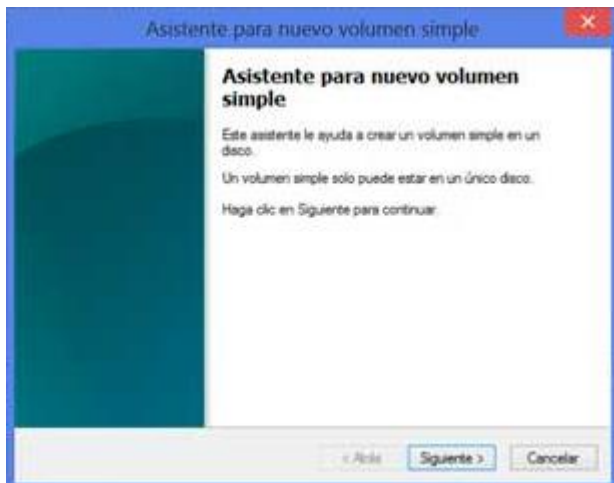 Asistente para nuevo volumen simple
Asistente para nuevo volumen
simple
Este asistente le ayuda a crear un volumen simple en un
disco.
Un volumen simple solo puede estar en un único disco.
Haga clic en Siguiente para continuar.
< Atrás
Siguiente >
Cancelar